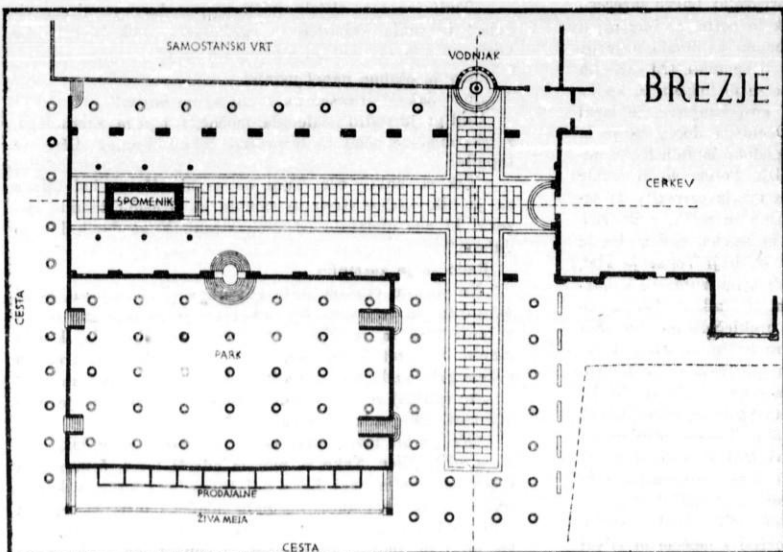 SAMOSTANSKI VRT
VODNJAK
BREZJE
CERKEV
SPOMENIK
CESTA
PARK
PRODAJALNE
ŽIVA MEJA
CESTA